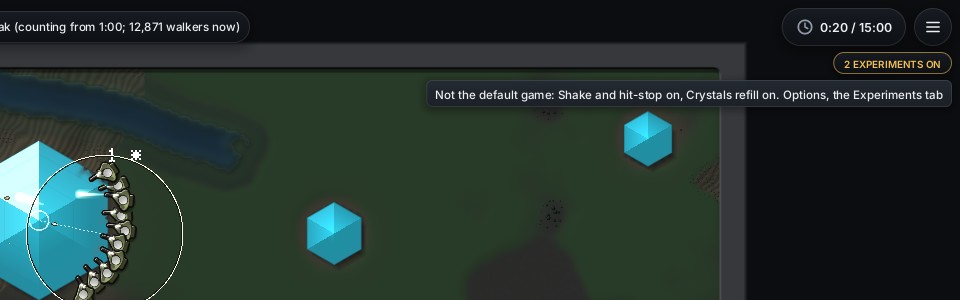 ak (counting from 1:00; 12,871 walkers now)
0:20 / 15:00
2 EXPERIMENTS ON
Not the default game: Shake and hit-stop on, Crystals refill on. Options, the Experiments tab
1